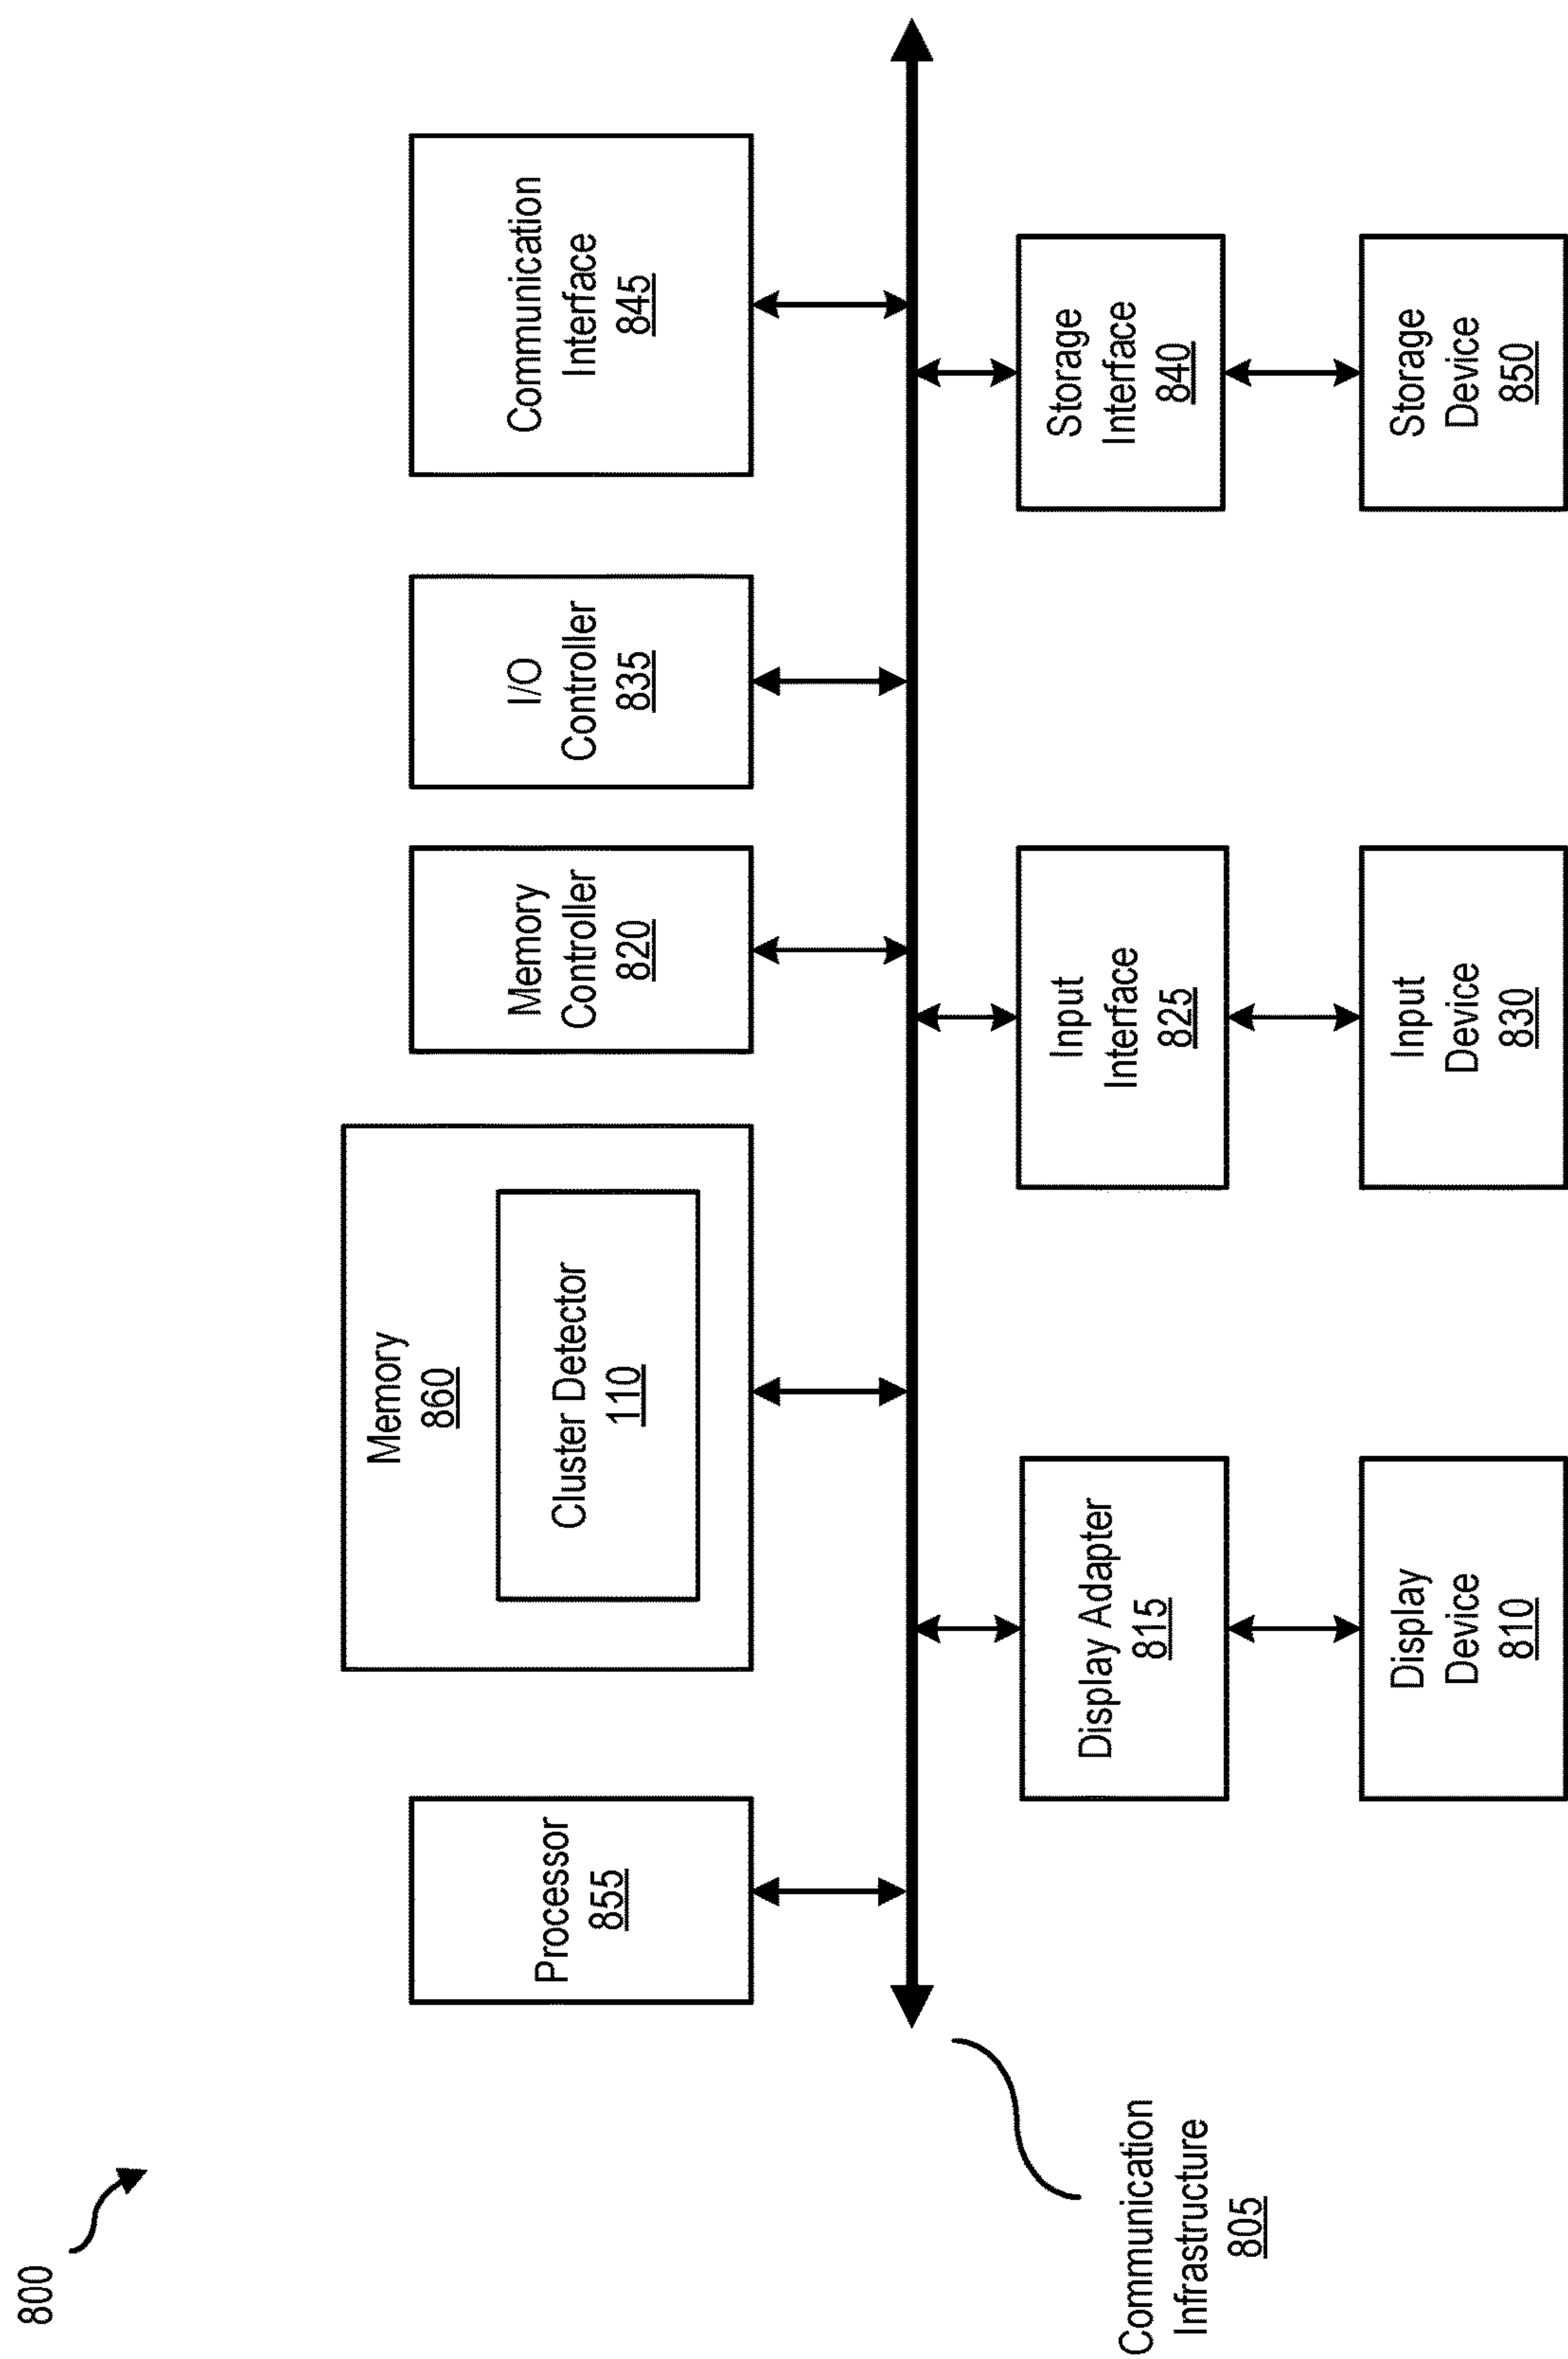 800
Processor
855
Memory
860
Cluster Detector
110
Memory
Controller
820
I/O
Controller
835
Communication
Interface
845
Communication
Infrastructure
805
Display Adapter
815
Input
Interface
825
Storage
Interface
840
Display
Device
810
Input
Device
830
Storage
Device
850